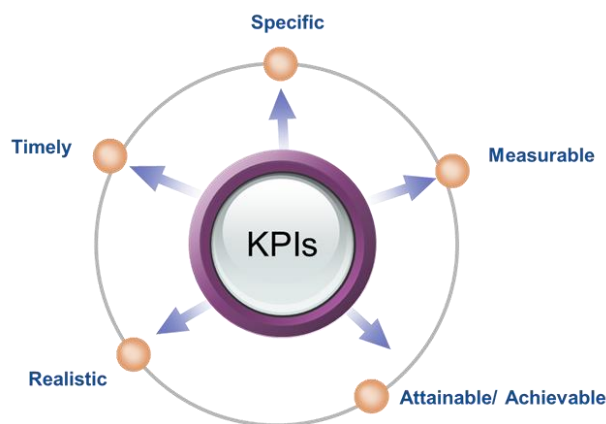 Specific
Timely
Measurable
KPIs
Realistic
Attainable/ Achievable